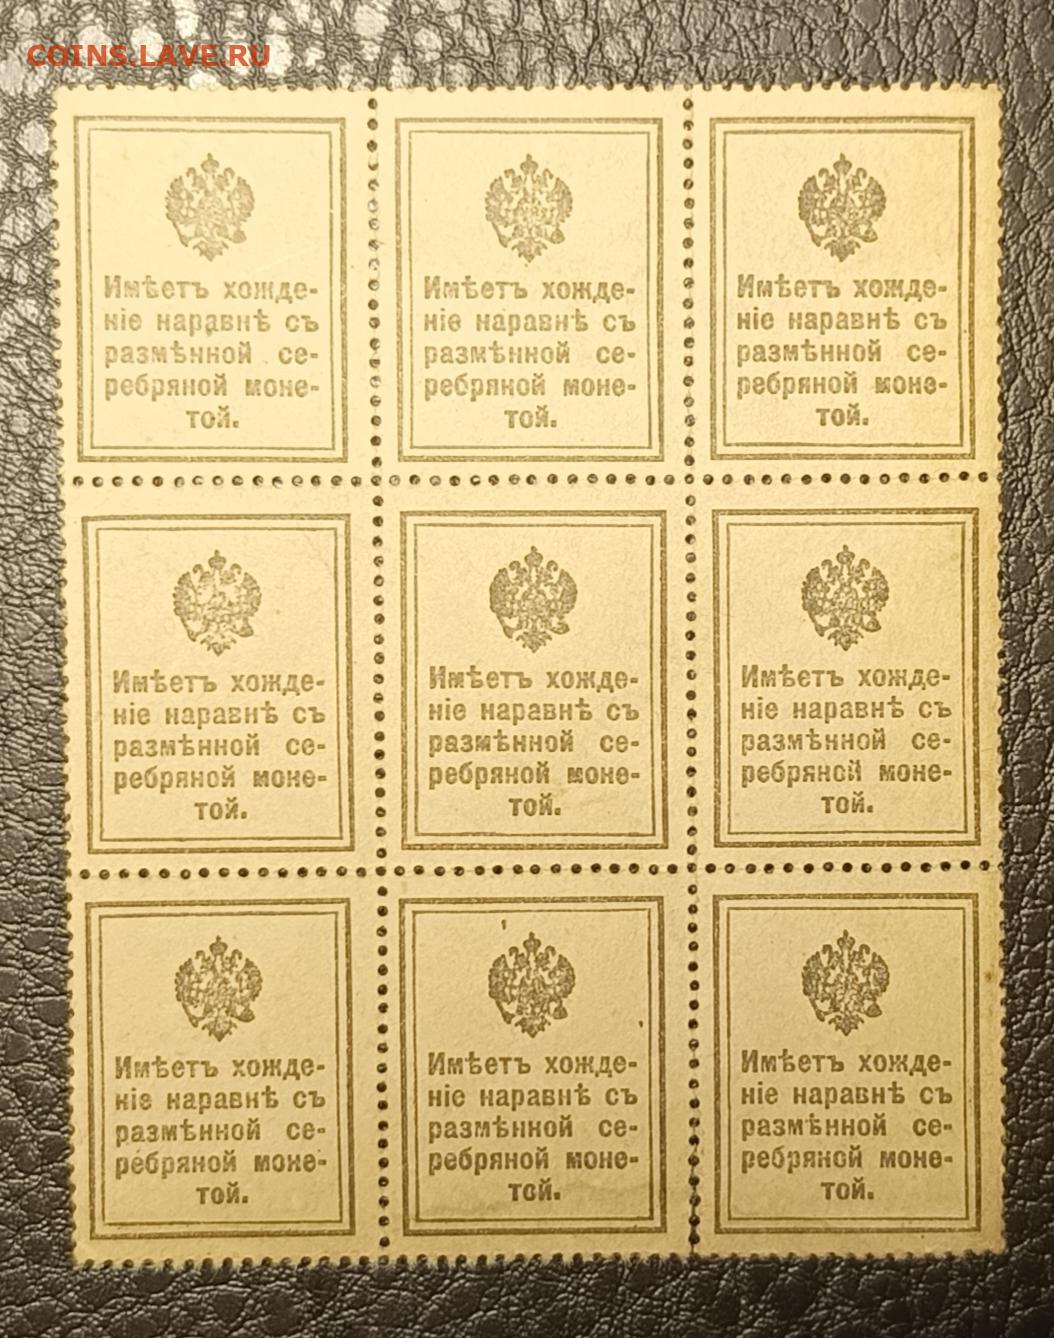 COINS.LAVE.RU
Имѣетъ хожде-
ніе наравнѣ съ
размѣнной се-
ребряной моне-
той.
Имѣетъ хожде-
ніе наравнѣ съ
размѣнной се-
ребряной моне-
той.
Имѣетъ хожде-
ніе наравнѣ съ
размѣнной се-
ребряной моне-
той.
Имѣетъ хожде-
ніе наравнѣ съ
размѣнной се-
ребряной моне-
той.
Имѣетъ хожде-
ніе наравнѣ съ
размѣнной се-
ребряной моне-
той.
Имѣетъ хожде-
ніе наравнѣ съ
размѣнной се-
ребряной моне-
той.
Имѣетъ хожде-
ніе наравнѣ съ
размѣнной се-
ребряной моне-
той.
Имѣетъ хожде-
ніе наравнѣ съ
размѣнной се-
ребряной моне-
той.
Имѣетъ хожде-
ніе наравнѣ съ
размѣнной се-
ребряной моне-
той.